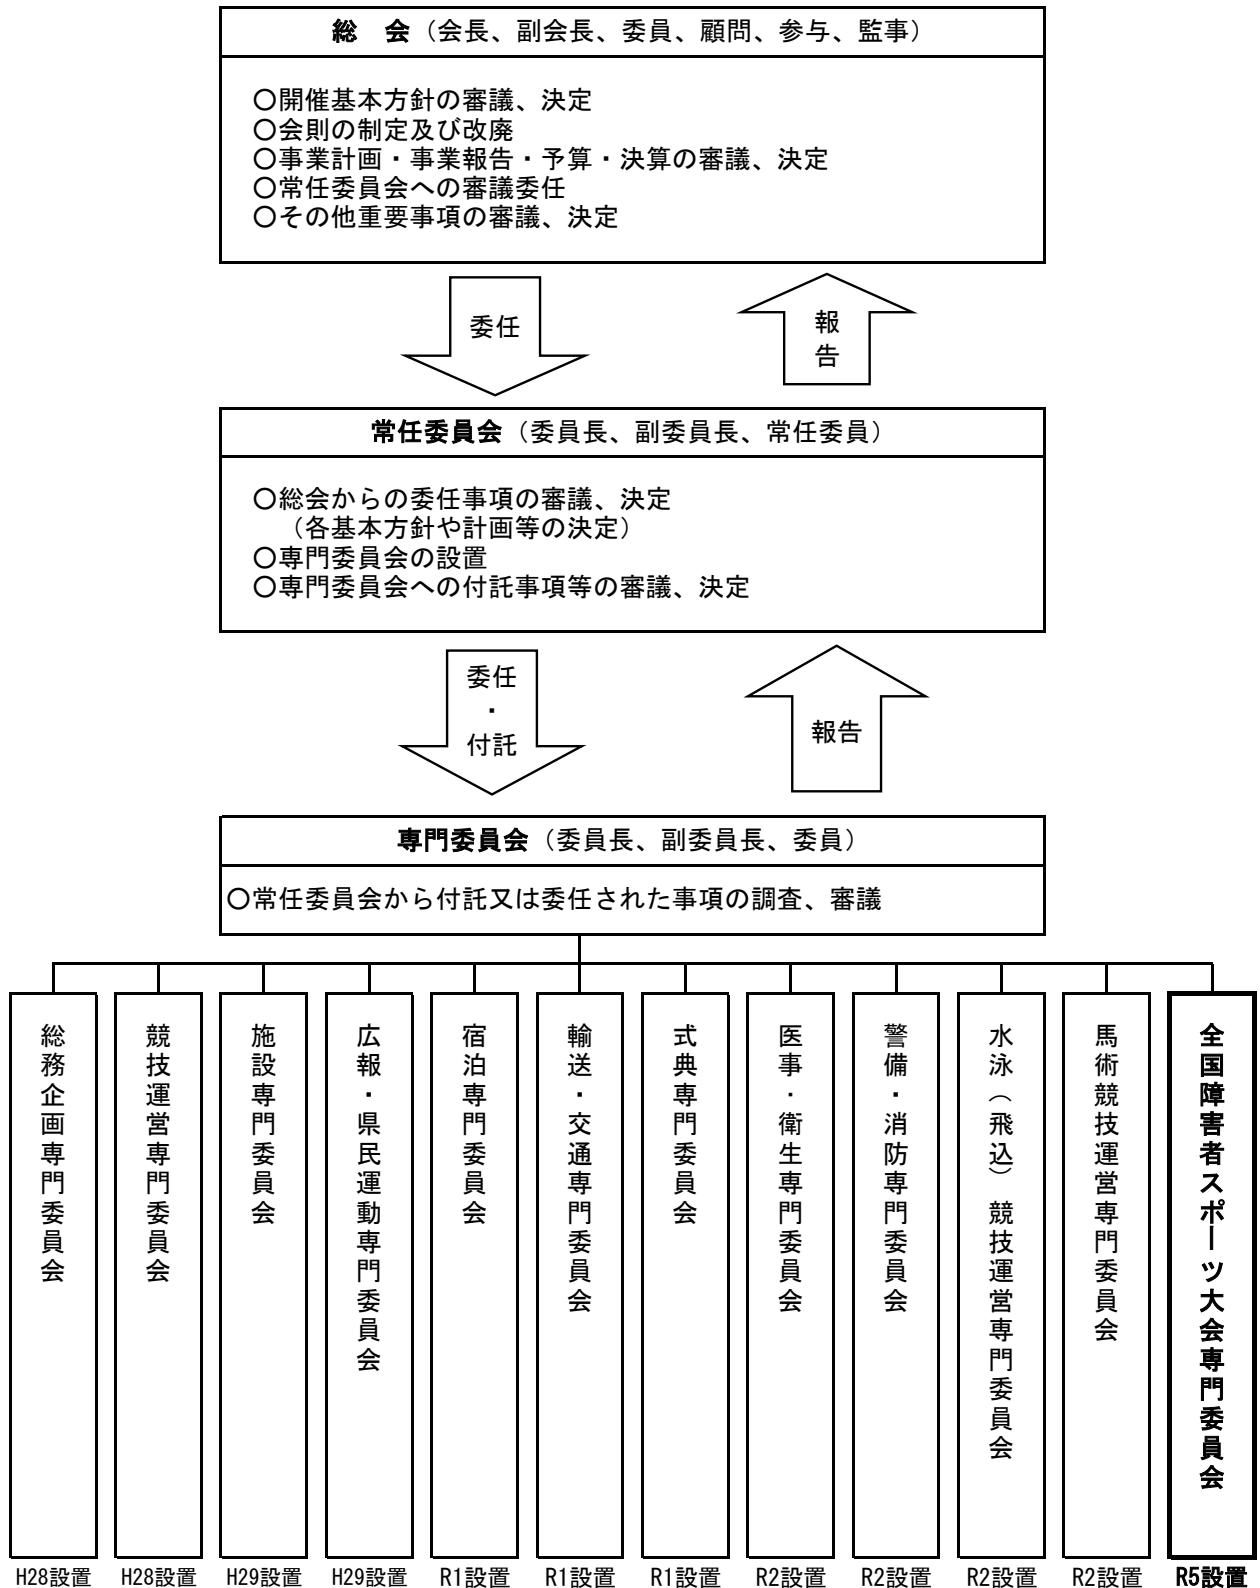 総　会（会長、副会長、委員、顧問、参与、監事）
〇開催基本方針の審議、決定
〇会則の制定及び改廃
〇事業計画・事業報告・予算・決算の審議、決定
〇常任委員会への審議委任
〇その他重要事項の審議、決定
委任
報告
常任委員会（委員長、副委員長、常任委員）
〇総会からの委任事項の審議、決定
（各基本方針や計画等の決定）
〇専門委員会の設置
〇専門委員会への付託事項等の審議、決定
委任
・
付託
報告
専門委員会（委員長、副委員長、委員）
〇常任委員会から付託又は委任された事項の調査、審議
総務企画専門委員会
競技運営専門委員会
施設専門委員会
広報・県民運動専門委員会
宿泊専門委員会
輸送・交通専門委員会
式典専門委員会
医事・衛生専門委員会
警備・消防専門委員会
水泳（飛込）競技運営専門委員会
馬術競技運営専門委員会
全国障害者スポーツ大会専門委員会
H28設置
H28設置
H29設置
H29設置
R1設置
R1設置
R1設置
R2設置
R2設置
R2設置
R2設置
R5設置